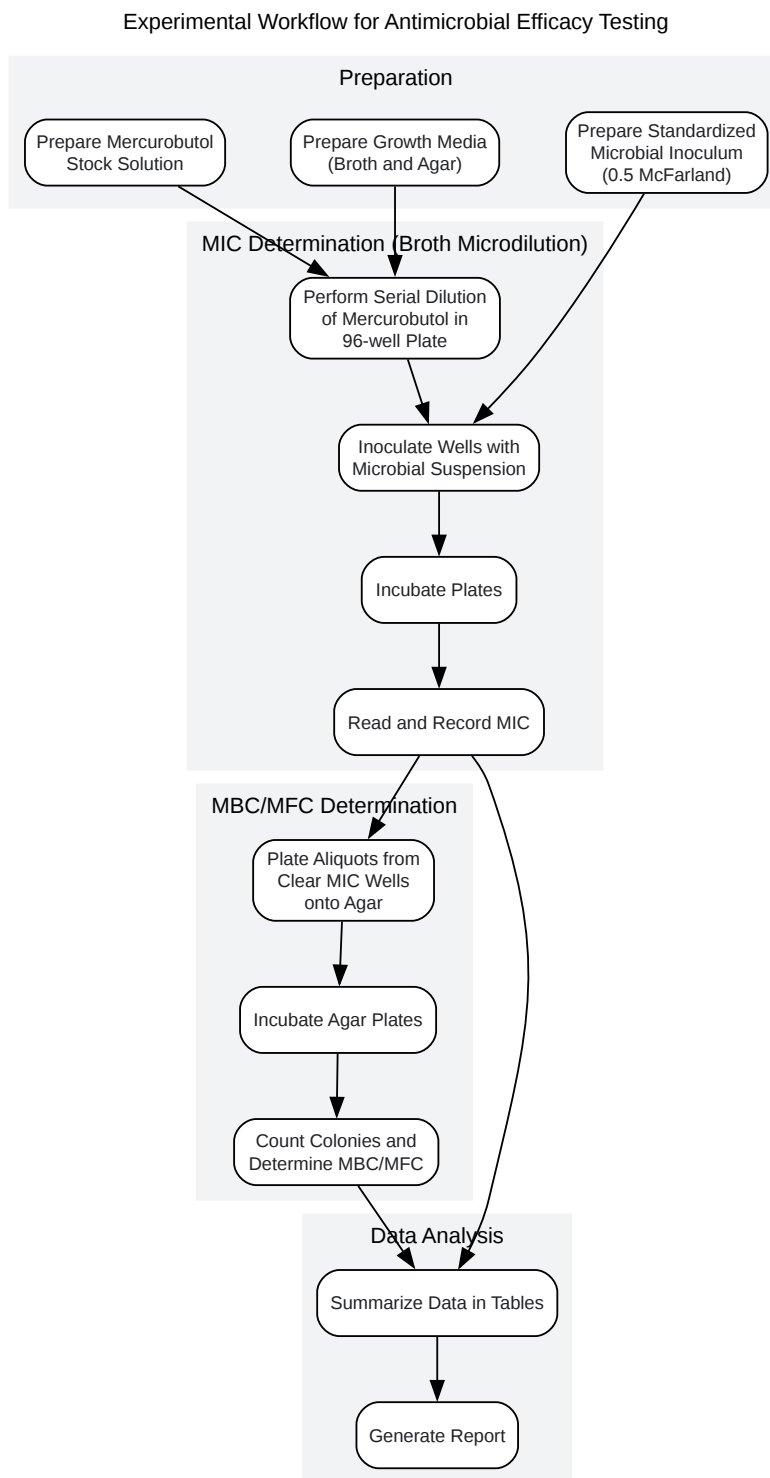 Experimental Workflow for Antimicrobial Efficacy Testing
Preparation
Prepare Mercurobutol
Stock Solution
Prepare Growth Media
(Broth and Agar)
Prepare Standardized
Microbial Inoculum
(0.5 McFarland)
MIC Determination (Broth Microdilution)
Perform Serial Dilution
of Mercurobutol in
96-well Plate
Inoculate Wells with
Microbial Suspension
Incubate Plates
Read and Record MIC
MBC/MFC Determination
Plate Aliquots from
Clear MIC Wells
onto Agar
Incubate Agar Plates
Count Colonies and
Determine MBC/MFC
Data Analysis
Summarize Data in Tables
Generate Report